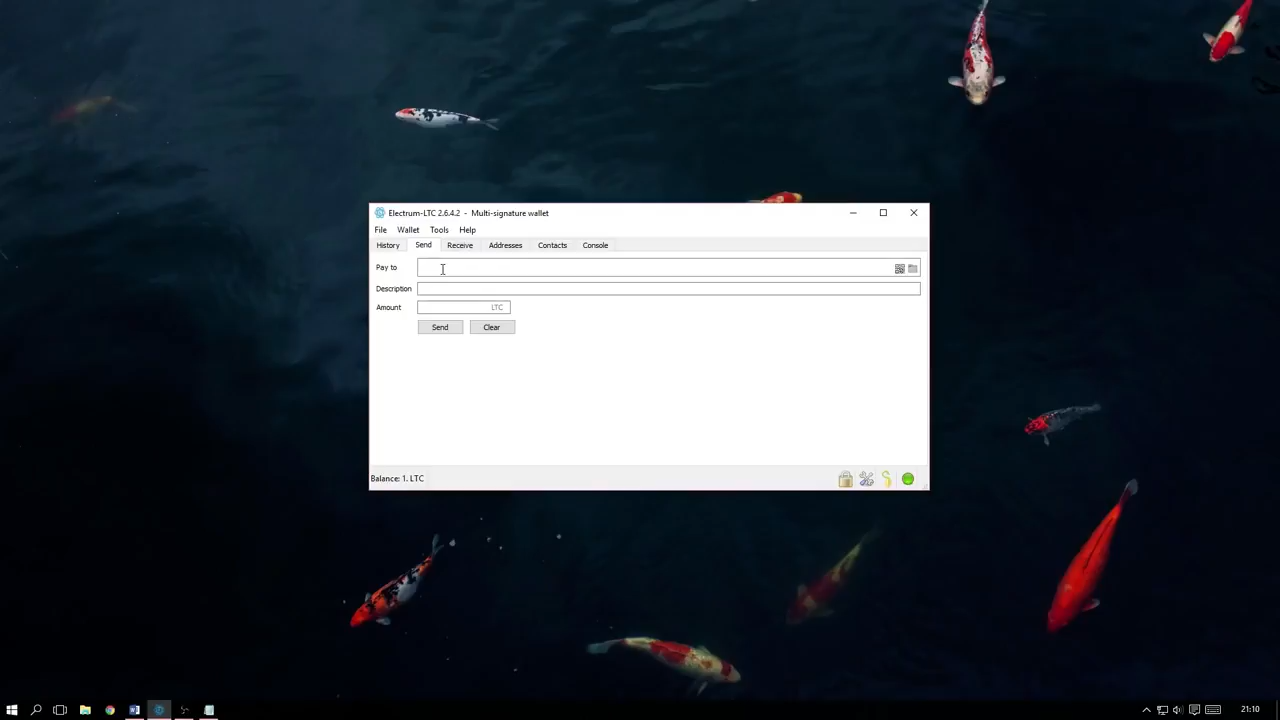 Electrum-LTC 2.6.4.2 - Multi-signature wallet
File Wallet Tools Help
History Send Receive Addresses Contacts Console
Pay to
Description
Amount LTC
Send Clear
Balance: 1. LTC
21:10